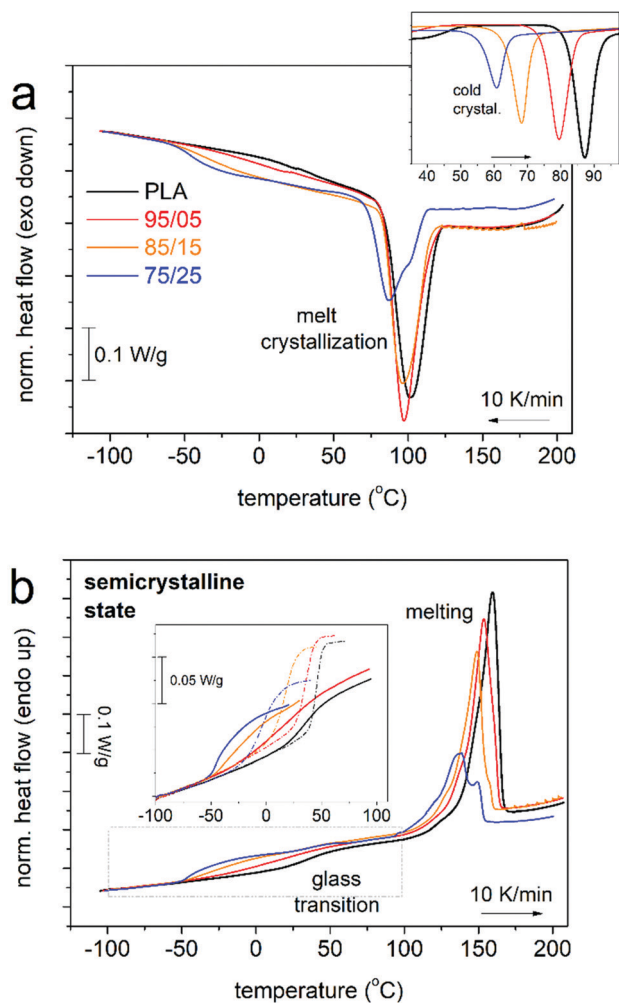 a
cold
crystal.
40 50 60 70 80 90
PLA
95/05
85/15
75/25
norm. heat flow (exo down)
0.1 W/g
melt
crystallization
10 K/min
-100 -50 0 50 100 150 200
temperature (°C)
b
semicrystalline
state
melting
0.05 W/g
0.1 W/g
-100 -50 0 50 100
norm. heat flow (endo up)
glass
transition
10 K/min
-100 -50 0 50 100 150 200
temperature (°C)